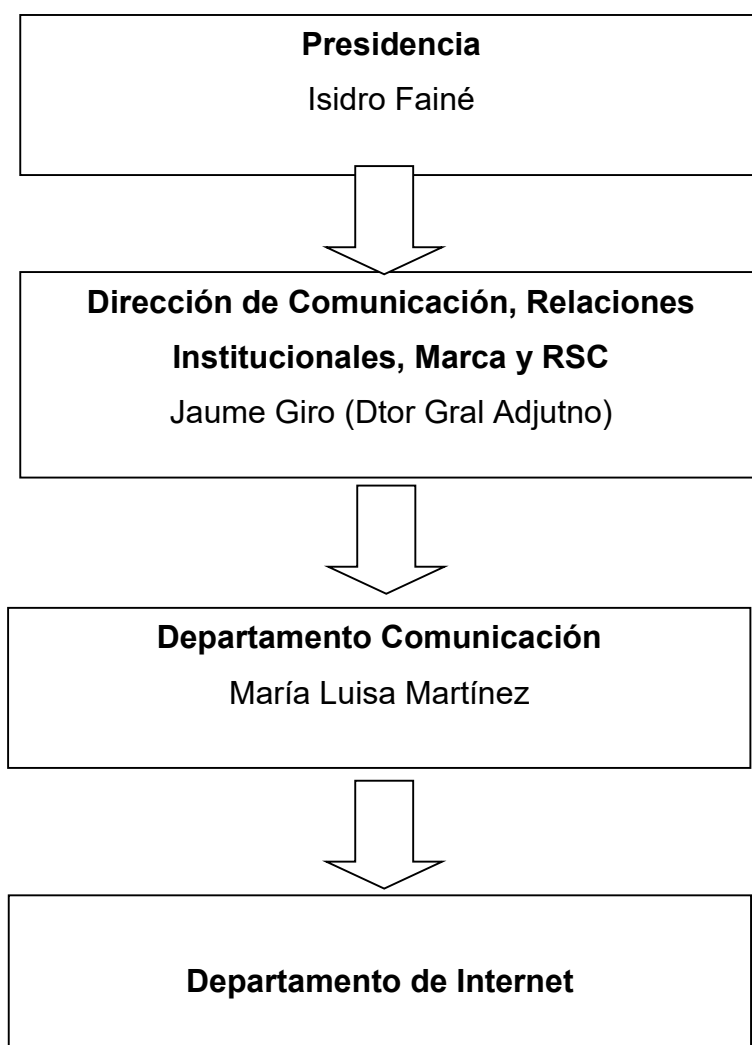 Presidencia
Isidro Fainé
Dirección de Comunicación, Relaciones
Institucionales, Marca y RSC
Jaume Giro (Dtor Gral Adjutno)
Departamento Comunicación
María Luisa Martínez
Departamento de Internet